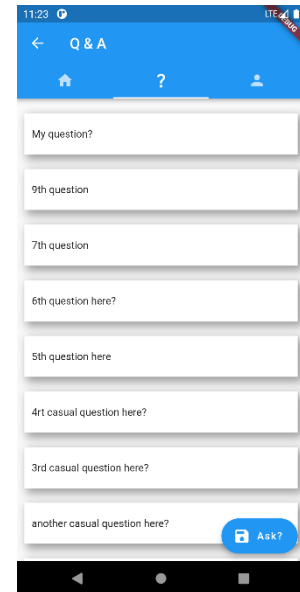 11:23
LTE
DEBUG
Q & A
?
My question?
9th question
7th question
6th question here?
5th question here
4rt casual question here?
3rd casual question here?
another casual question here?
Ask?